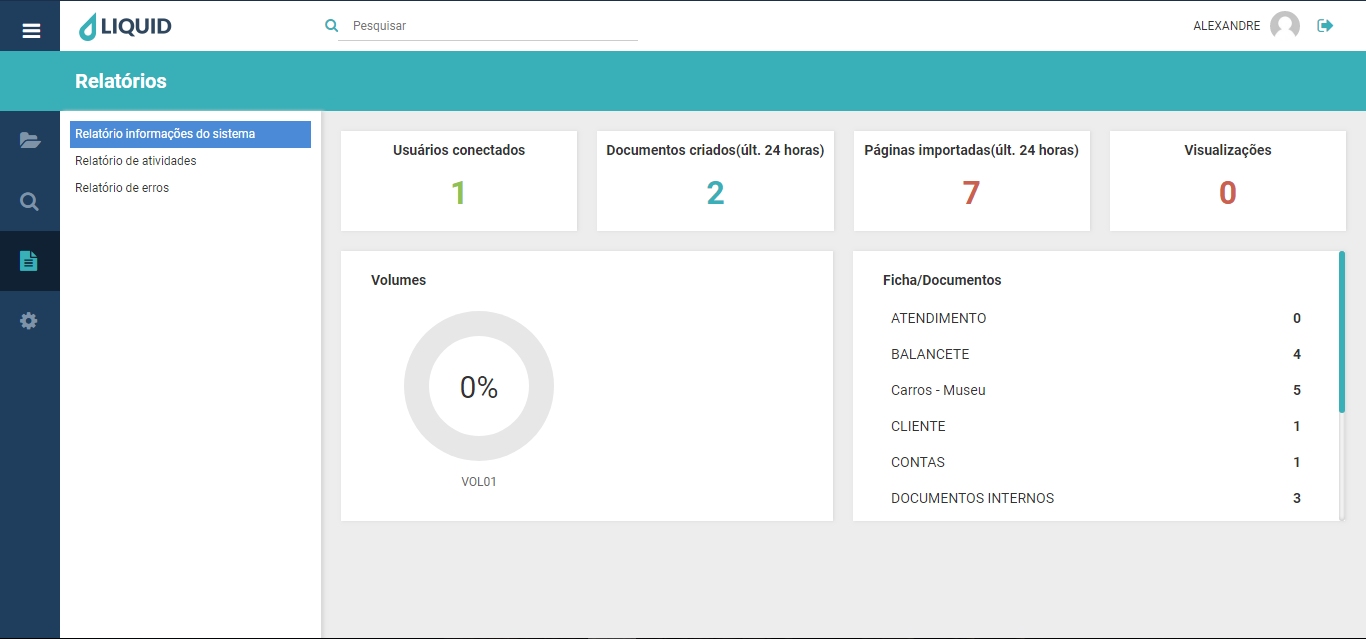 LIQUID
Pesquisar
ALEXANDRE
Relatórios
Relatório informações do sistema
Relatório de atividades
Relatório de erros
Usuários conectados
1
Documentos criados(últ. 24 horas)
2
Páginas importadas(últ. 24 horas)
7
Visualizações
0
Volumes
0%
VOL01
Ficha/Documentos
ATENDIMENTO 0
BALANCETE 4
Carros - Museu 5
CLIENTE 1
CONTAS 1
DOCUMENTOS INTERNOS 3